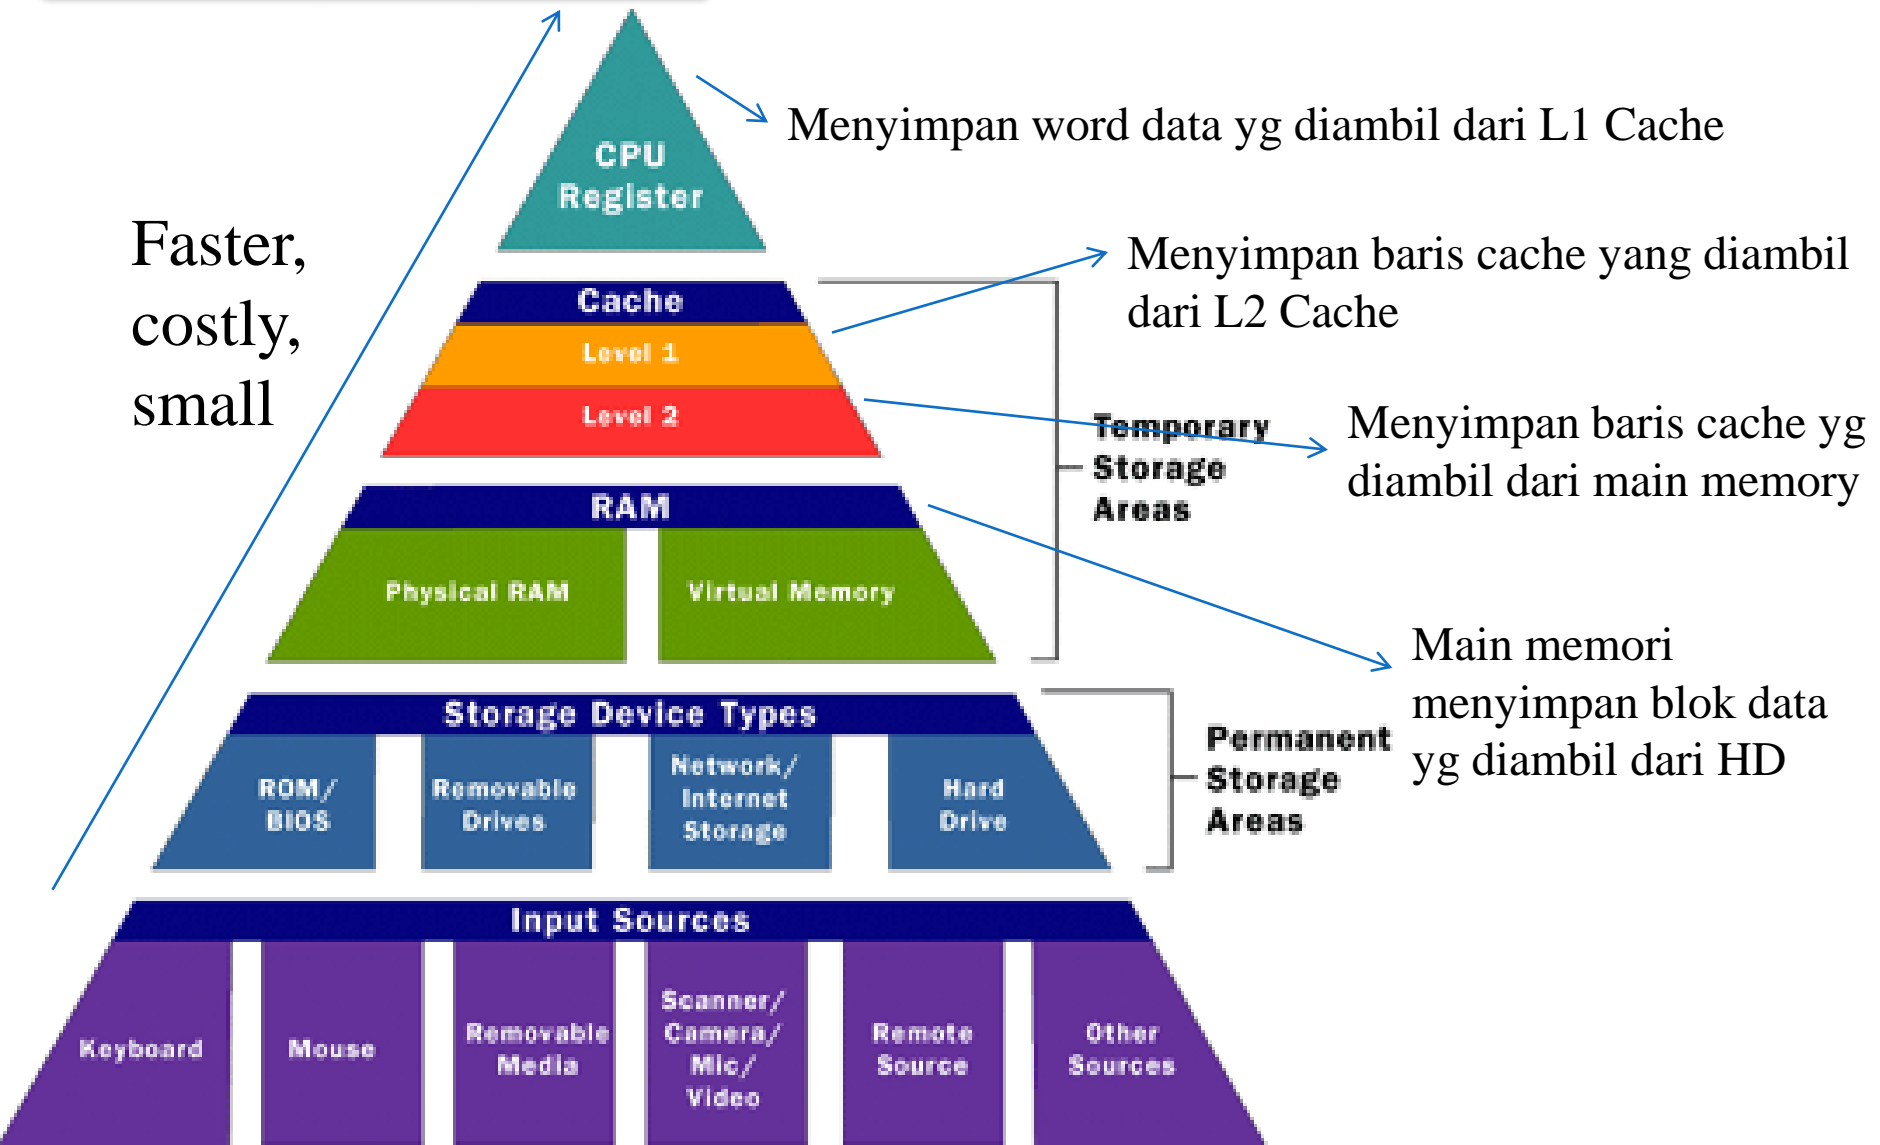 CPU
Register
Menyimpan word data yg diambil dari L1 Cache
Faster,
costly,
small
Cache
Level 1
Level 2
Menyimpan baris cache yang diambil
dari L2 Cache
Temporary
Storage
Areas
Menyimpan baris cache yg
diambil dari main memory
RAM
Physical RAM
Virtual Memory
Main memori
menyimpan blok data
yg diambil dari HD
Storage Device Types
ROM/
BIOS
Removable
Drives
Network/
Internet
Storage
Hard
Drive
Permanent
Storage
Areas
Input Sources
Keyboard
Mouse
Removable
Media
Scanner/
Camera/
Mic/
Video
Remote
Source
Other
Sources